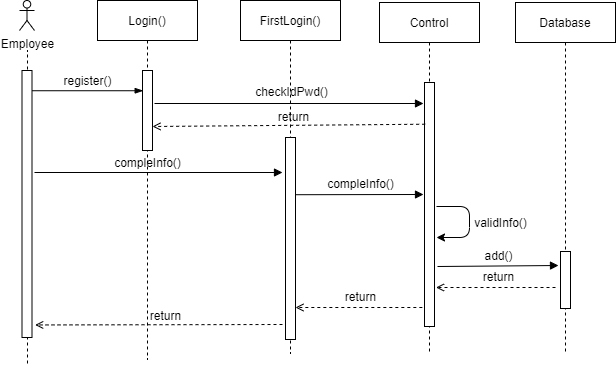 Login()
FirstLogin()
Control
Database
Employee
register()
checkIdPwd()
return
compleInfo()
compleInfo()
validInfo()
add()
return
return
return